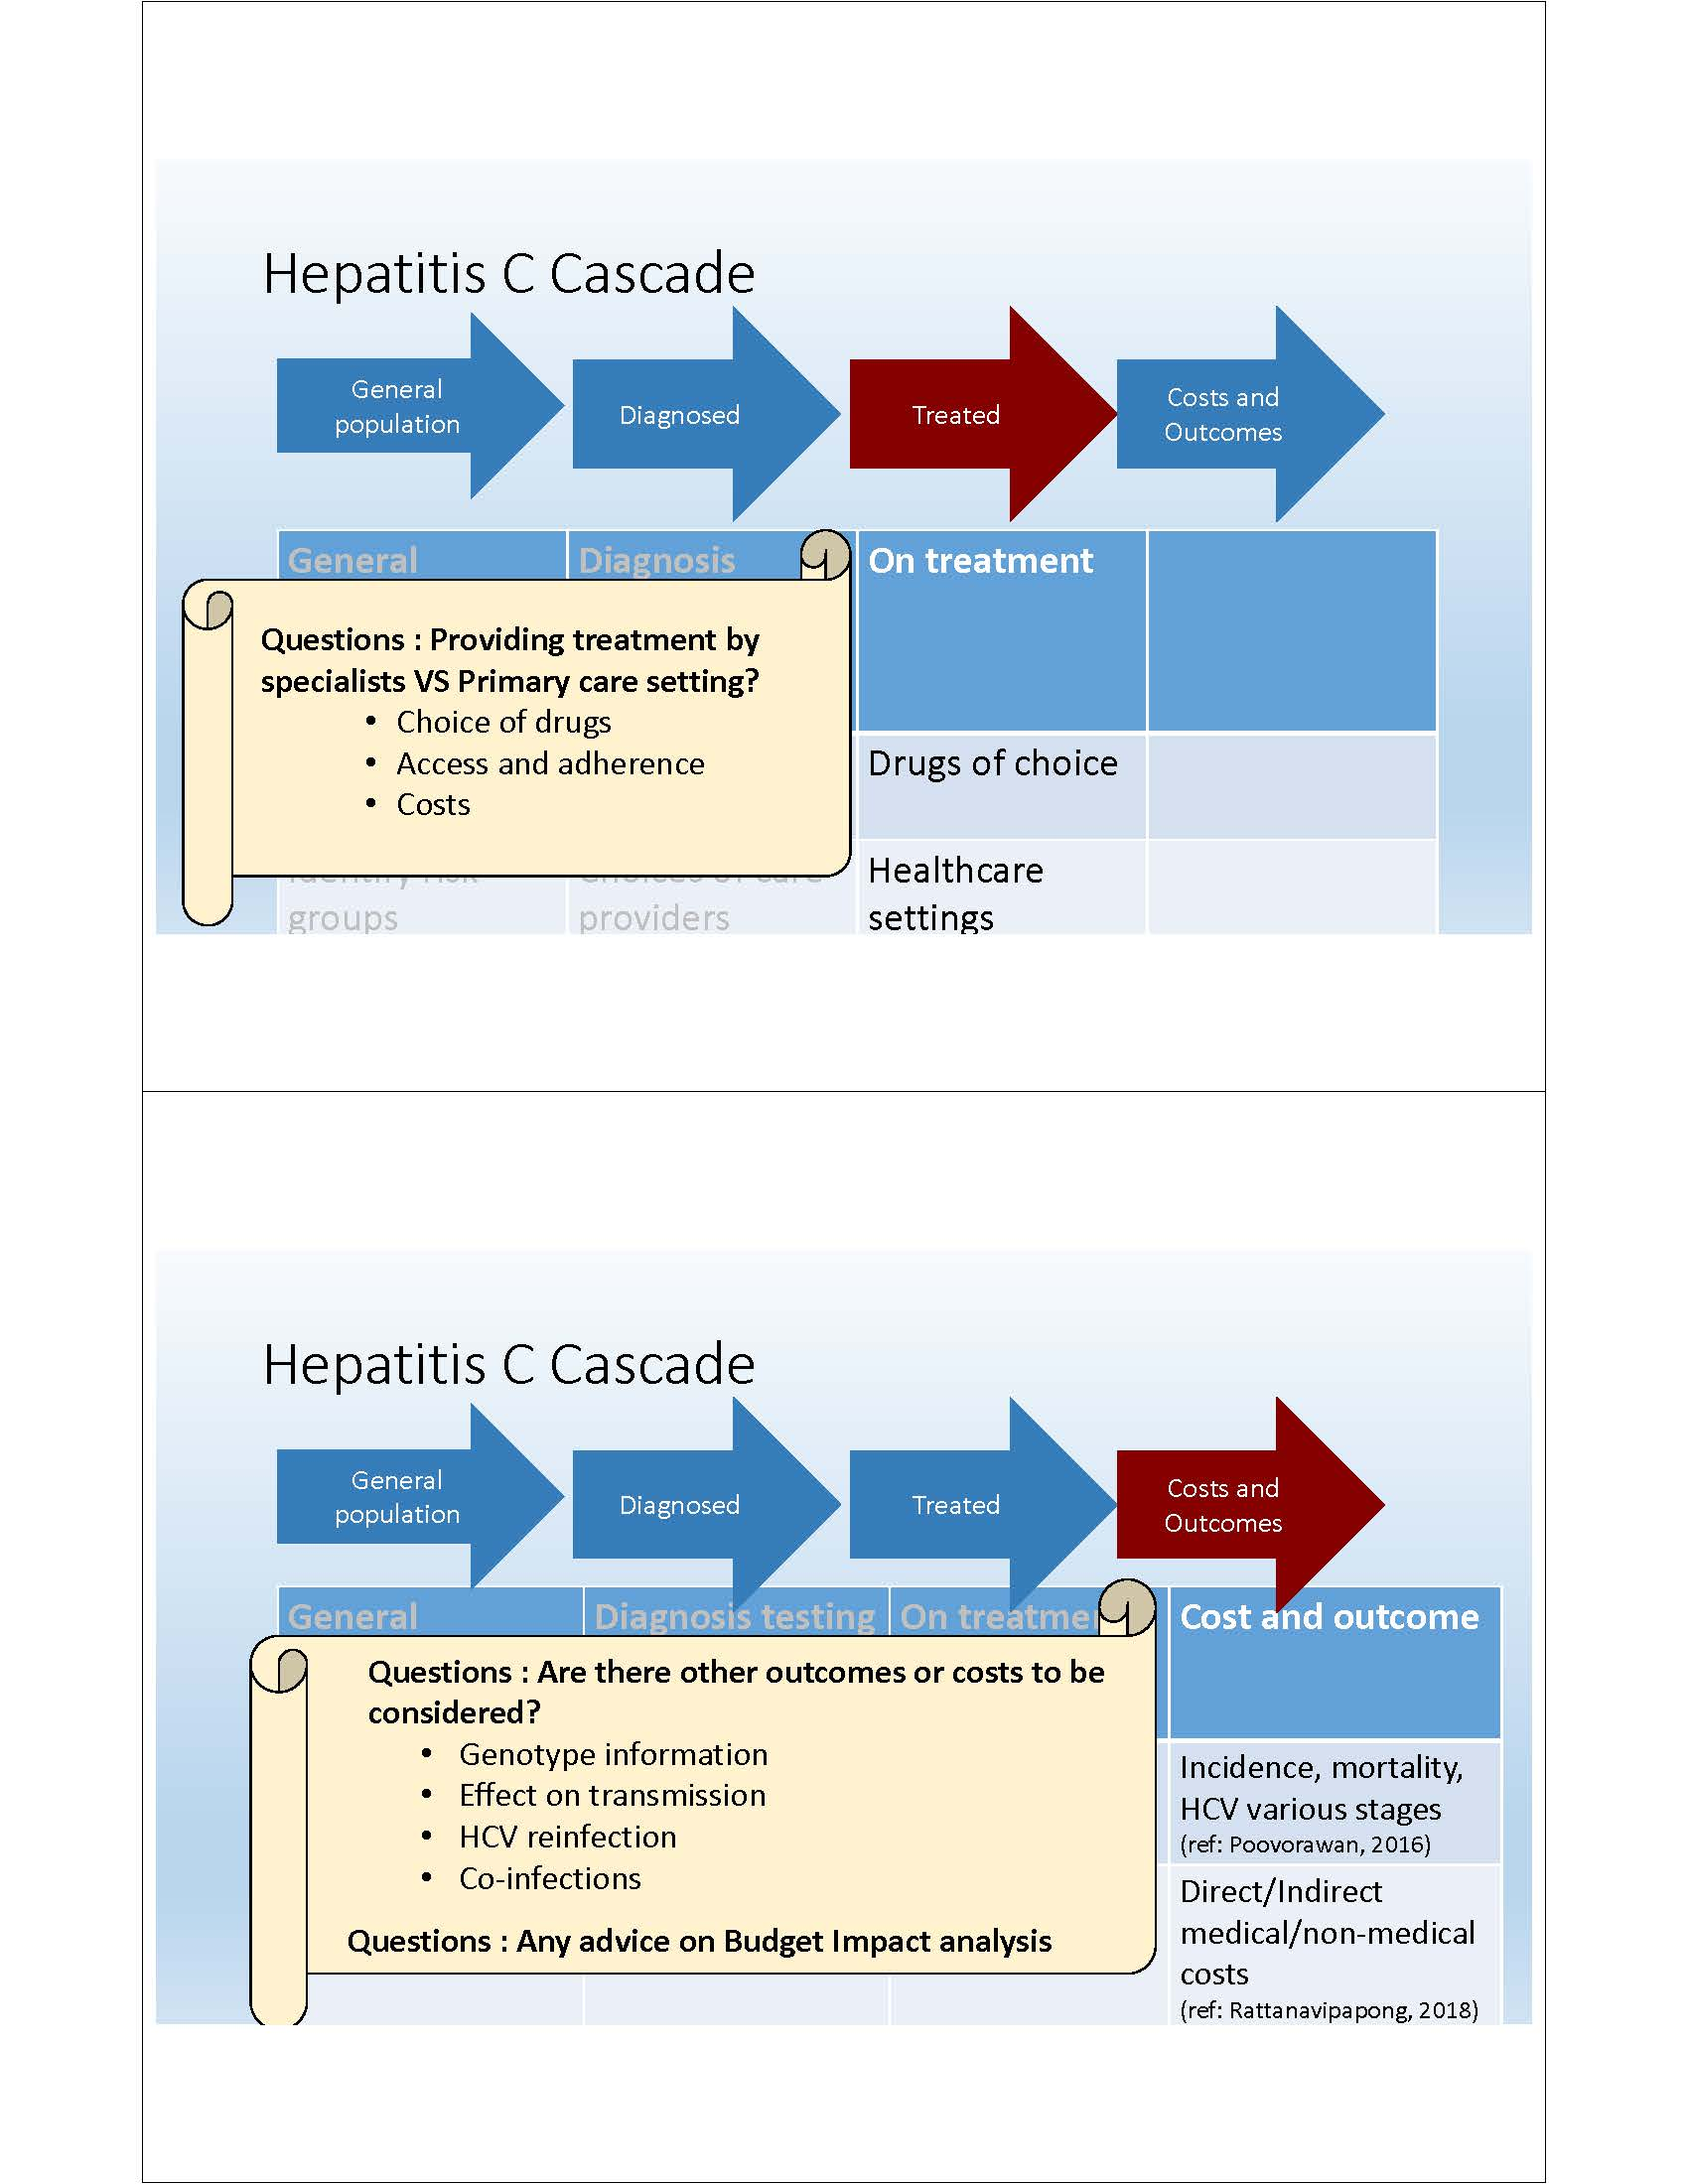 Hepatitis C Cascade
General
population
Diagnosed
Treated
Costs and
Outcomes
General
Diagnosis
On treatment
Questions : Providing treatment by
specialists VS Primary care setting?
• Choice of drugs
• Access and adherence
• Costs
Drugs of choice
Identify risk
groups
Choices of care
providers
Healthcare
settings
Hepatitis C Cascade
General
population
Diagnosed
Treated
Costs and
Outcomes
General
Diagnosis testing
On treatme
Cost and outcome
Questions : Are there other outcomes or costs to be
considered?
• Genotype information
• Effect on transmission
• HCV reinfection
• Co-infections
Questions : Any advice on Budget Impact analysis
Incidence, mortality,
HCV various stages
(ref: Poovorawan, 2016)
Direct/Indirect
medical/non-medical
costs
(ref: Rattanavipapong, 2018)